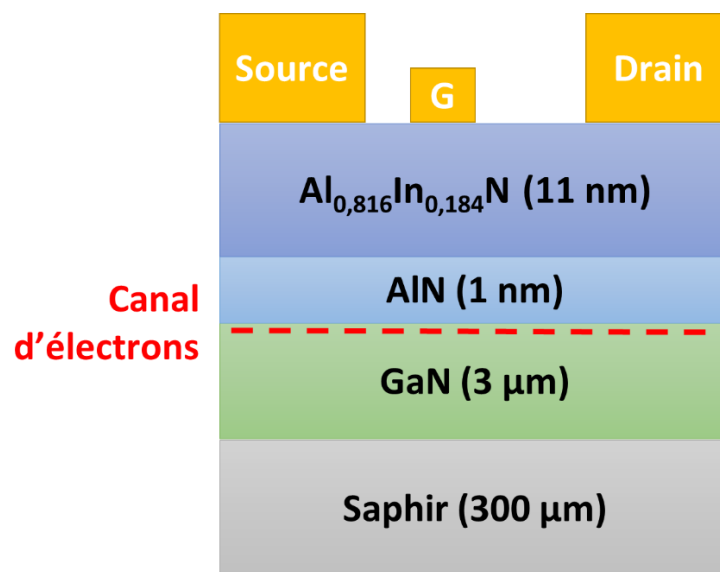 Source
Drain
G
Al0,816In0,184N (11 nm)
AlN (1 nm)
Canal
d’électrons
GaN (3 µm)
Saphir (300 µm)